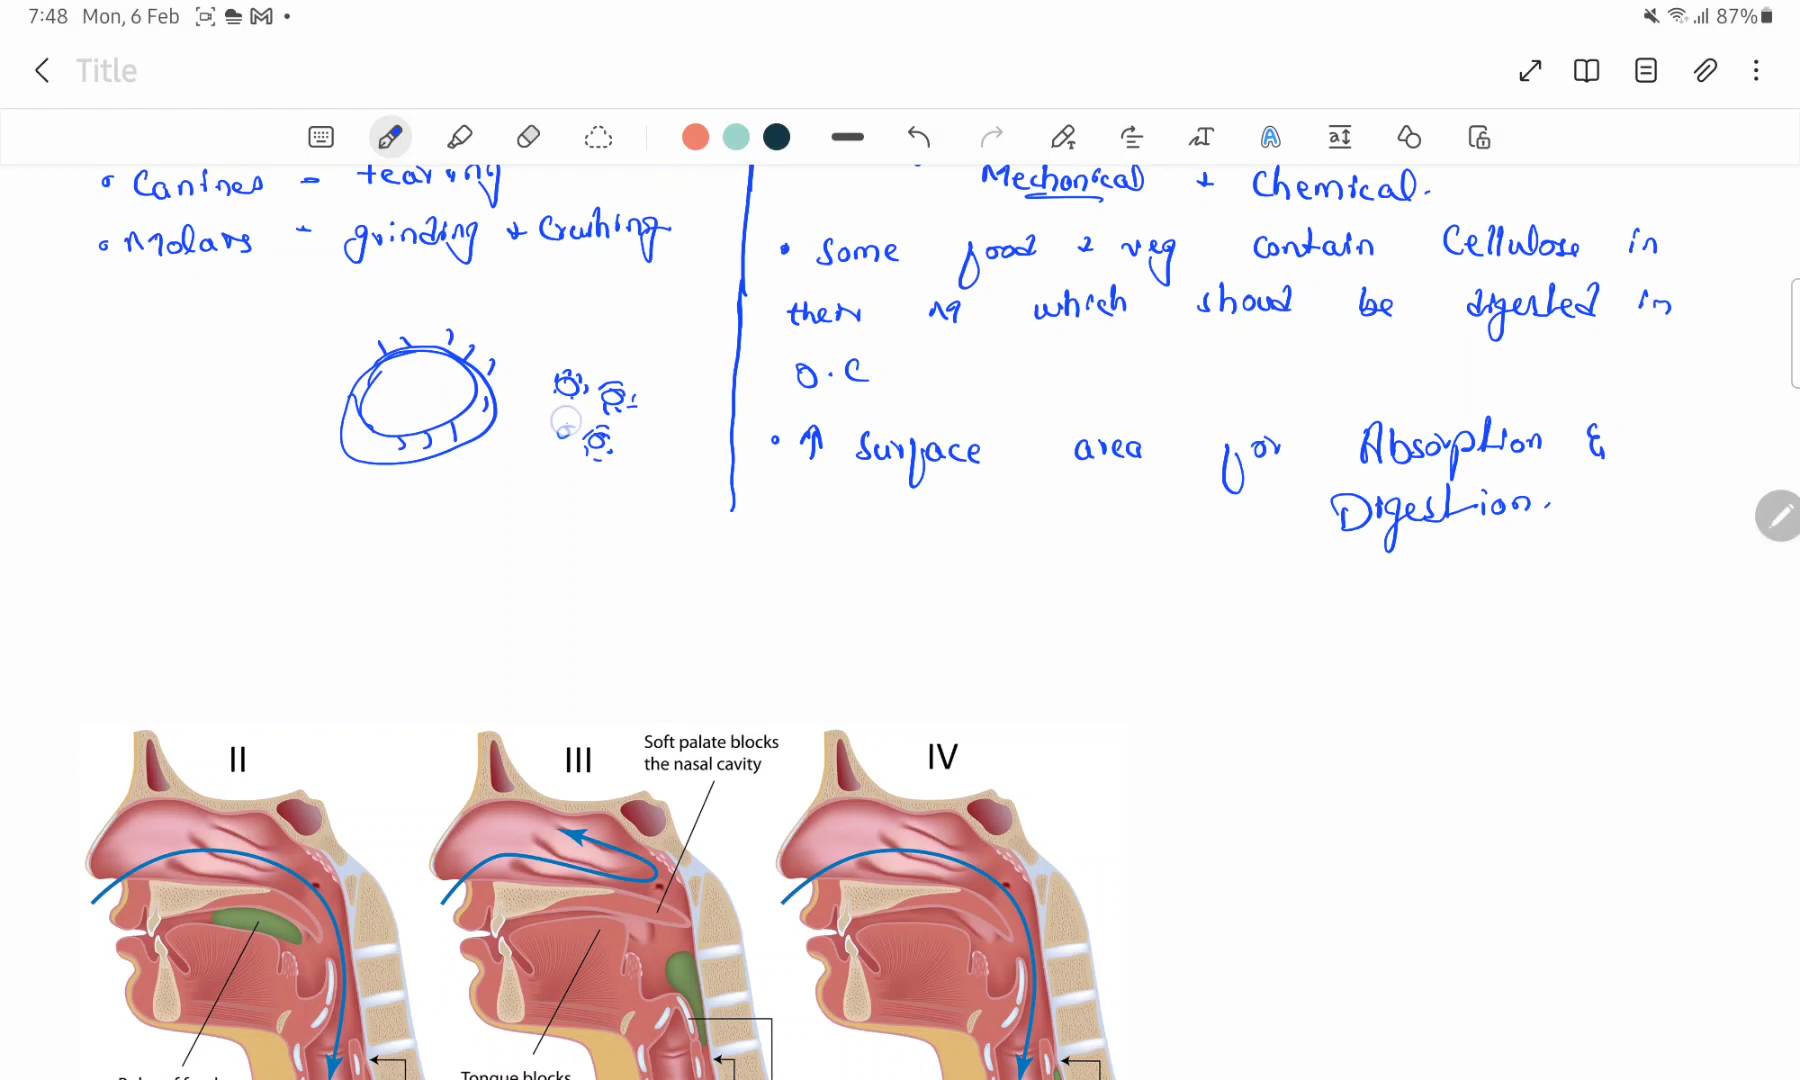 7:48 Mon, 6 Feb
87%
Title
• Canines - tearing
• Molars - grinding + Crushing
Mechanical + Chemical.
• Some food & veg contain Cellulose in
them which should be digested in
O.C
• ↑ surface area for Absorption &
Digestion.
II
III
Soft palate blocks
the nasal cavity
IV
Tongue blocks